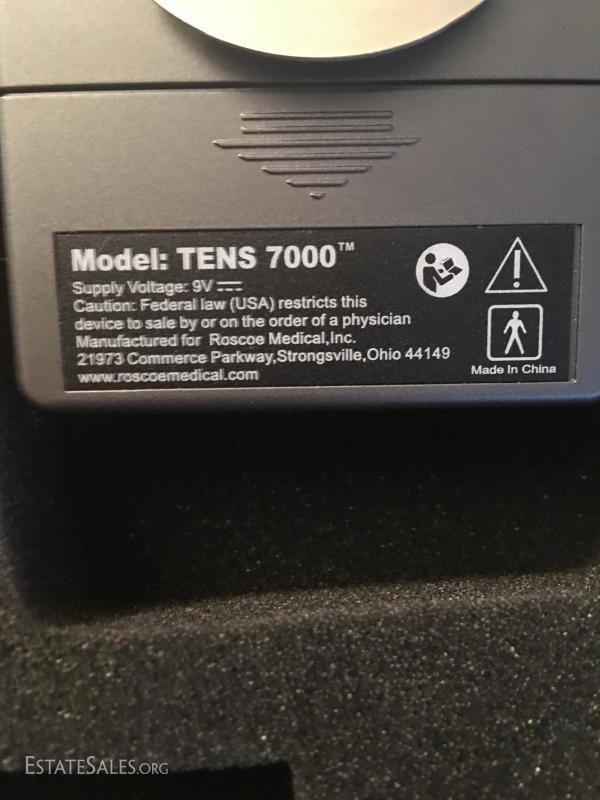 Model: TENS 7000™
Supply Voltage: 9V ⎓
Caution: Federal law (USA) restricts this
device to sale by or on the order of a physician
Manufactured for Roscoe Medical,Inc.
21973 Commerce Parkway,Strongsville,Ohio 44149
www.roscoemedical.com
Made In China
ESTATESALES.ORG